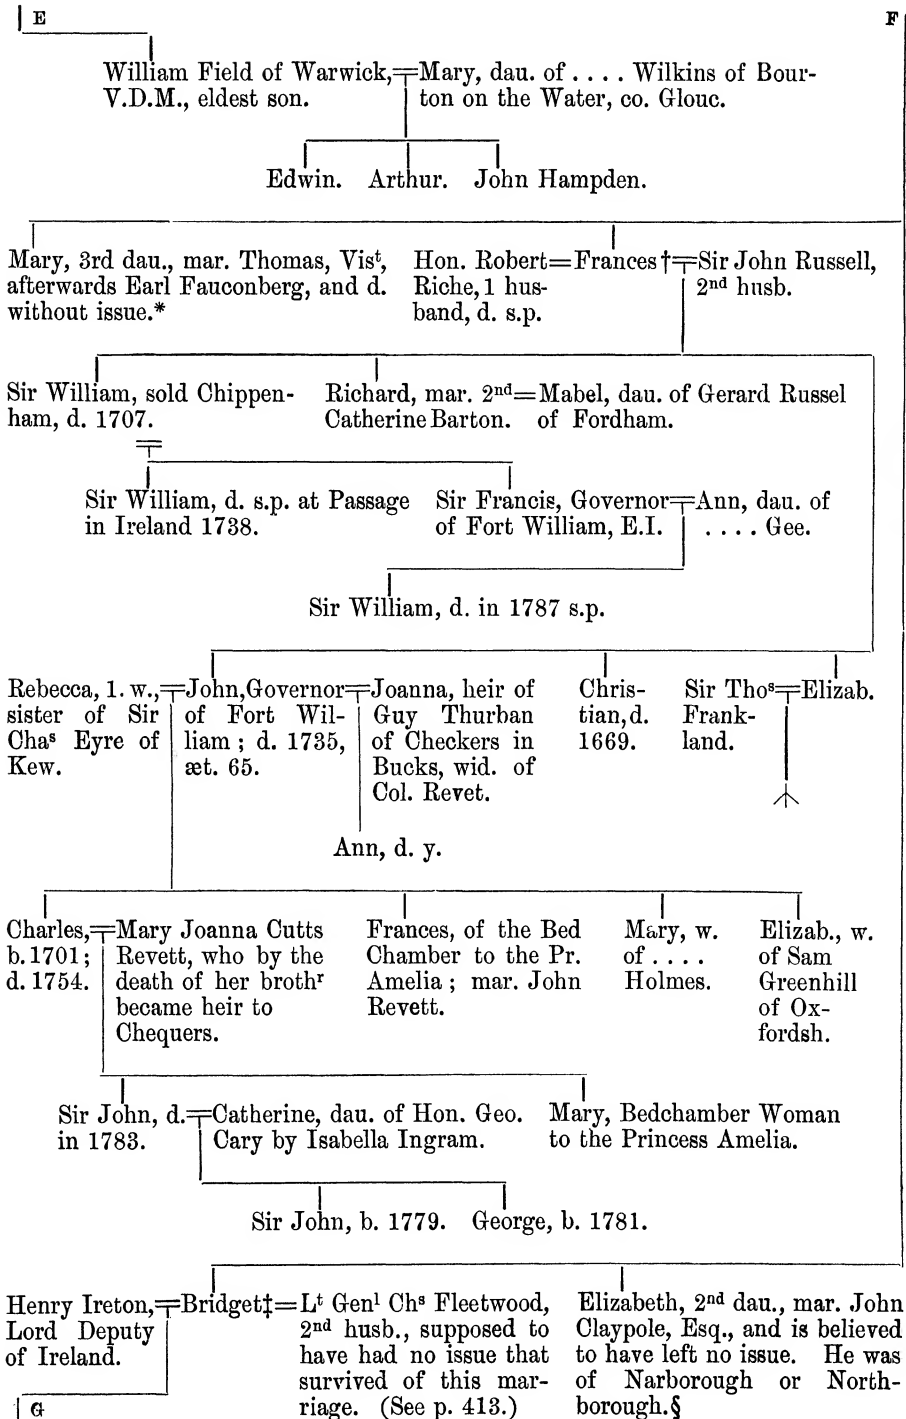 E
F
William Field of Warwick,
V.D.M., eldest son.
Mary, dau. of .... Wilkins of Bour-
ton on the Water, co. Glouc.
Edwin. Arthur. John Hampden.
Mary, 3rd dau., mar. Thomas, Visᵗ,
afterwards Earl Fauconberg, and d.
without issue.*
Hon. Robert=Frances†
Riche, 1 hus-
band, d. s.p.
Sir John Russell,
2ⁿᵈ husb.
Sir William, sold Chippen-
ham, d. 1707.
Richard, mar. 2ⁿᵈ=Mabel, dau. of Gerard Russel
Catherine Barton. of Fordham.
Sir William, d. s.p. at Passage
in Ireland 1738.
Sir Francis, Governor
of Fort William, E.I.
Ann, dau. of
.... Gee.
Sir William, d. in 1787 s.p.
Rebecca, 1. w.,
sister of Sir
Chaˢ Eyre of
Kew.
John, Governor
of Fort Wil-
liam; d. 1735,
æt. 65.
Joanna, heir of
Guy Thurban
of Checkers in
Bucks, wid. of
Col. Revet.
Chris-
tian, d.
1669.
Sir Thoˢ
Frank-
land.
Elizab.
Ann, d. y.
Charles,
b. 1701;
d. 1754.
Mary Joanna Cutts
Revett, who by the
death of her brothʳ
became heir to
Chequers.
Frances, of the Bed
Chamber to the Pr.
Amelia; mar. John
Revett.
Mary, w.
of ....
Holmes.
Elizab., w.
of Sam
Greenhill
of Ox-
fordsh.
Sir John, d.
in 1783.
Catherine, dau. of Hon. Geo.
Cary by Isabella Ingram.
Mary, Bedchamber Woman
to the Princess Amelia.
Sir John, b. 1779. George, b. 1781.
Henry Ireton,
Lord Deputy
of Ireland.
Bridget‡=Lᵗ Genˡ Chˢ Fleetwood,
2ⁿᵈ husb., supposed to
have had no issue that
survived of this mar-
riage. (See p. 413.)
Elizabeth, 2ⁿᵈ dau., mar. John
Claypole, Esq., and is believed
to have left no issue. He was
of Narborough or North-
borough.§
G